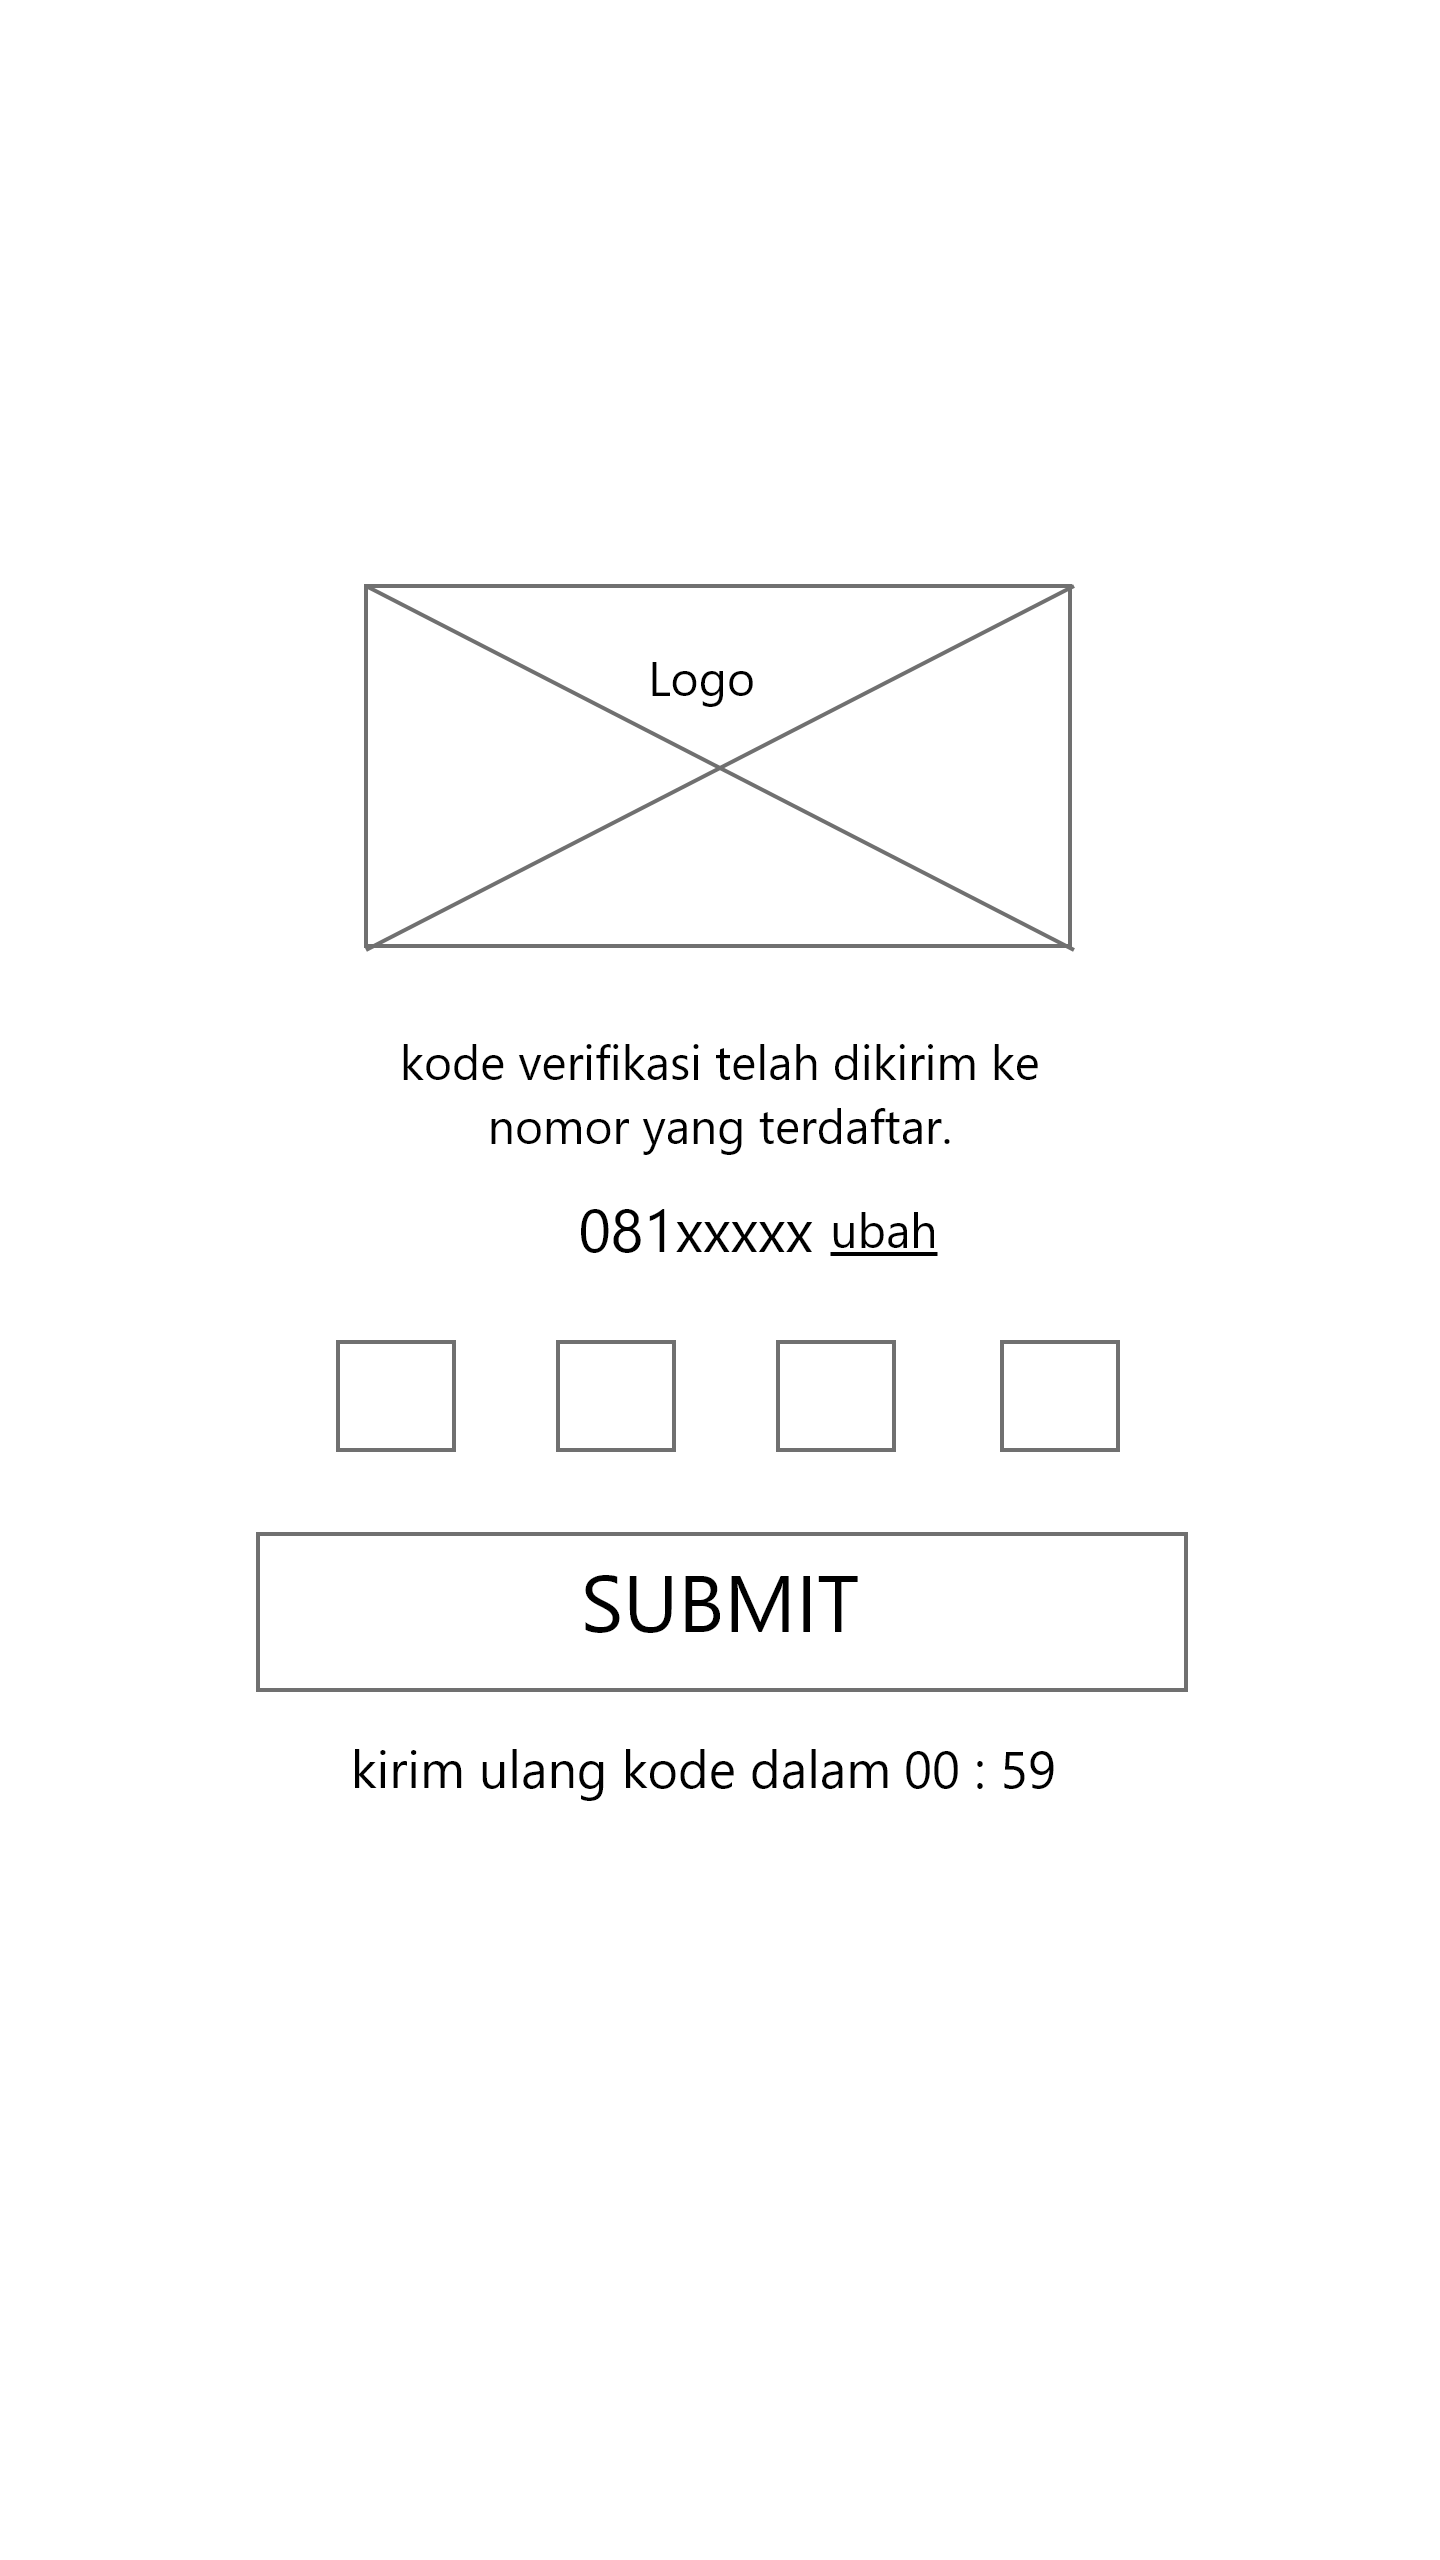 Logo
kode verifikasi telah dikirim ke
nomor yang terdaftar.
081xxxxx ubah
SUBMIT
kirim ulang kode dalam 00 : 59